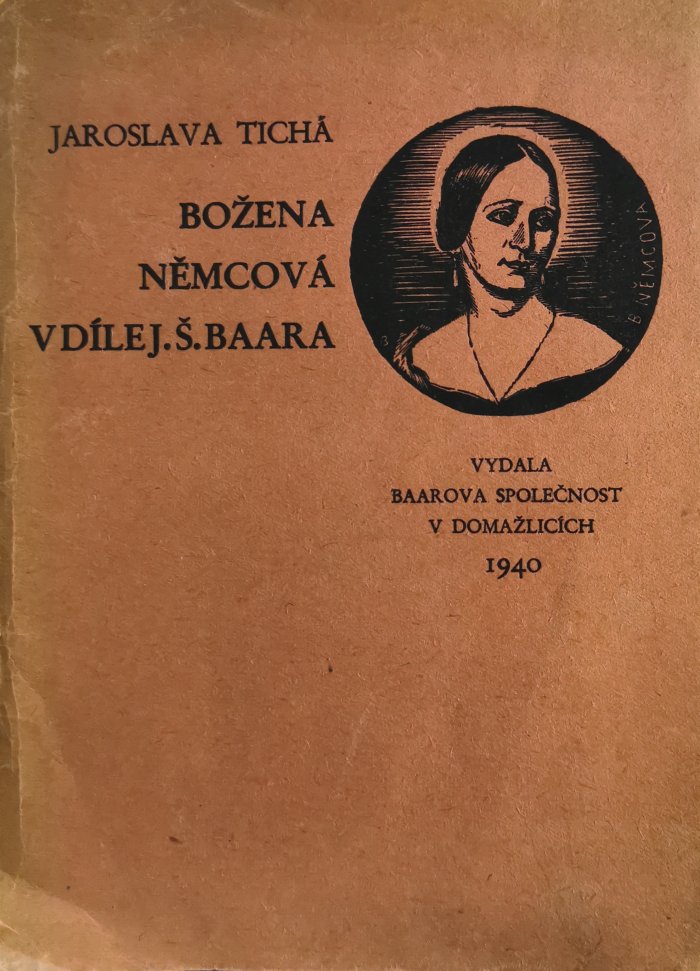 JAROSLAVA TICHÁ
BOŽENA
NĚMCOVÁ
V DÍLE J. Š. BAARA
B NĚMCOVÁ
VYDALA
BAAROVA SPOLEČNOST
V DOMAŽLICÍCH
1940